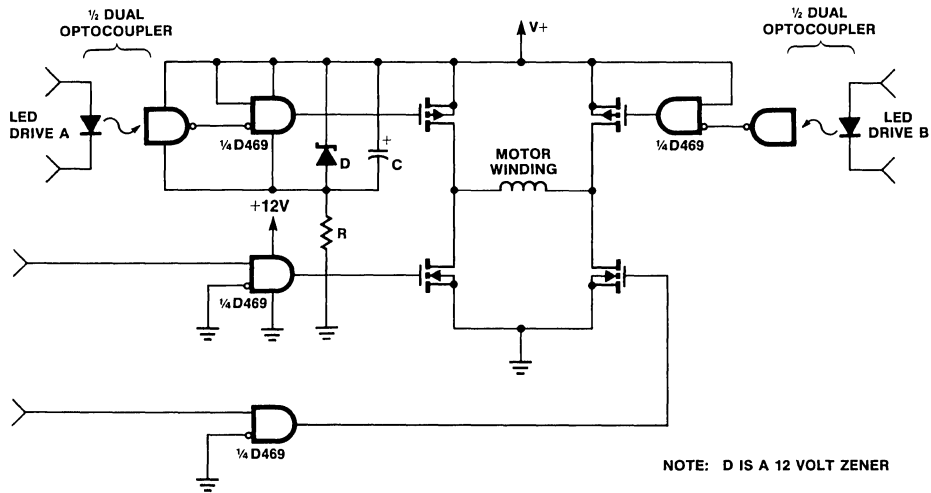 ½ DUAL
OPTOCOUPLER
V+
½ DUAL
OPTOCOUPLER
LED
DRIVE A
¼ D469
D
+
C
MOTOR
WINDING
¼ D469
LED
DRIVE B
+12V
R
¼ D469
¼ D469
NOTE: D IS A 12 VOLT ZENER